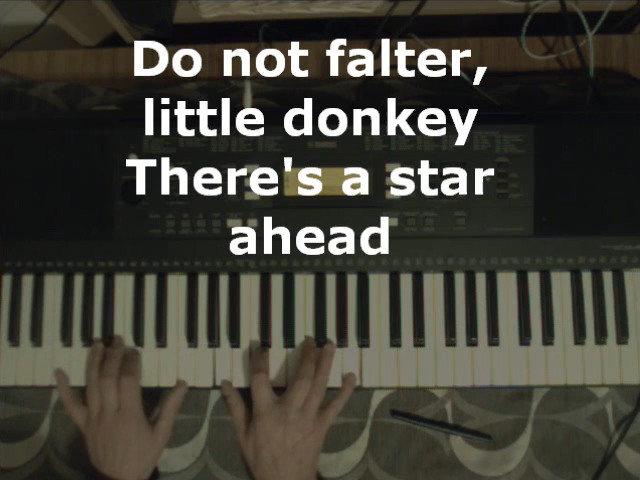 Do not falter,
little donkey
There's a star
ahead